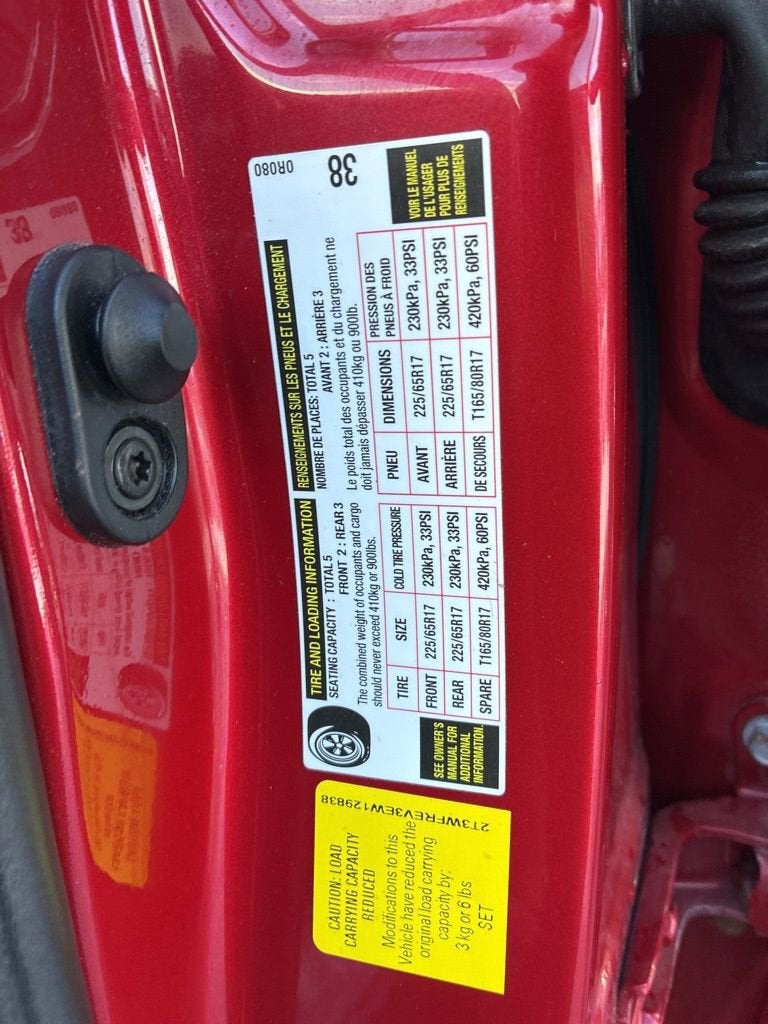 TIRE AND LOADING INFORMATION
SEATING CAPACITY : TOTAL 5
FRONT 2 : REAR 3
The combined weight of occupants and cargo
should never exceed 410kg or 900lbs.
TIRE SIZE COLD TIRE PRESSURE
FRONT 225/65R17 230kPa, 33PSI
REAR 225/65R17 230kPa, 33PSI
SPARE T165/80R17 420kPa, 60PSI
SEE OWNER'S
MANUAL FOR
ADDITIONAL
INFORMATION.
RENSEIGNEMENTS SUR LES PNEUS ET LE CHARGEMENT
NOMBRE DE PLACES: TOTAL 5
AVANT 2 : ARRIÈRE 3
Le poids total des occupants et du chargement ne
doit jamais dépasser 410kg ou 900lb.
PNEU DIMENSIONS PRESSION DES
PNEUS À FROID
AVANT 225/65R17 230kPa, 33PSI
ARRIÈRE 225/65R17 230kPa, 33PSI
DE SECOURS T165/80R17 420kPa, 60PSI
VOIR LE MANUEL
DE L'USAGER
POUR PLUS DE
RENSEIGNEMENTS
0R080
38
CAUTION: LOAD
CARRYING CAPACITY
REDUCED
Modifications to this
Vehicle have reduced the
original load carrying
capacity by:
3 kg or 6 lbs
SET
2T3WFREV3EW129838